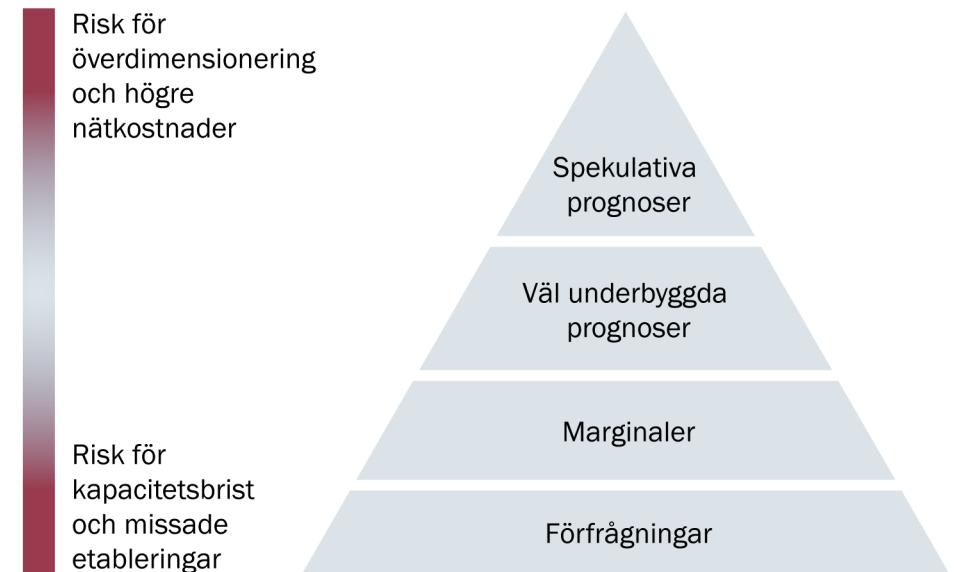 Risk för
överdimensionering
och högre
nätkostnader
Spekulativa
prognoser
Väl underbyggda
prognoser
Marginaler
Risk för
kapacitetsbrist
och missade
etableringar
Förfrågningar